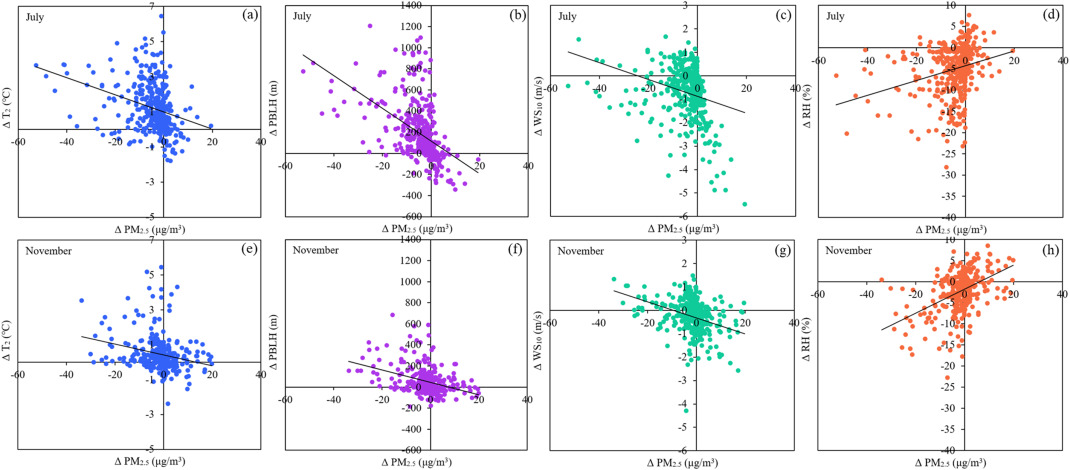 July
(a)
7
5
3
1
-1
-3
-5
-60 -40 -20 0 20 40
Δ T2 (°C)
Δ PM2.5 (μg/m³)
July
(b)
1400
1200
1000
800
600
400
200
0
-200
-400
-600
-60 -40 -20 0 20 40
Δ PBLH (m)
Δ PM2.5 (μg/m³)
July
(c)
3
2
1
0
-1
-2
-3
-4
-5
-6
-60 -40 -20 0 20 40
Δ WS10 (m/s)
Δ PM2.5 (μg/m³)
July
(d)
10
5
0
-5
-10
-15
-20
-25
-30
-35
-40
-60 -40 -20 0 20 40
Δ RH (%)
Δ PM2.5 (μg/m³)
November
(e)
7
5
3
1
-1
-3
-5
-60 -40 -20 0 20 40
Δ T2 (°C)
Δ PM2.5 (μg/m³)
November
(f)
1400
1200
1000
800
600
400
200
0
-200
-400
-600
-60 -40 -20 0 20 40
Δ PBLH (m)
Δ PM2.5 (μg/m³)
November
(g)
3
2
1
0
-1
-2
-3
-4
-5
-6
-60 -40 -20 0 20 40
Δ WS10 (m/s)
Δ PM2.5 (μg/m³)
November
(h)
10
5
0
-5
-10
-15
-20
-25
-30
-35
-40
-60 -40 -20 0 20 40
Δ RH (%)
Δ PM2.5 (μg/m³)